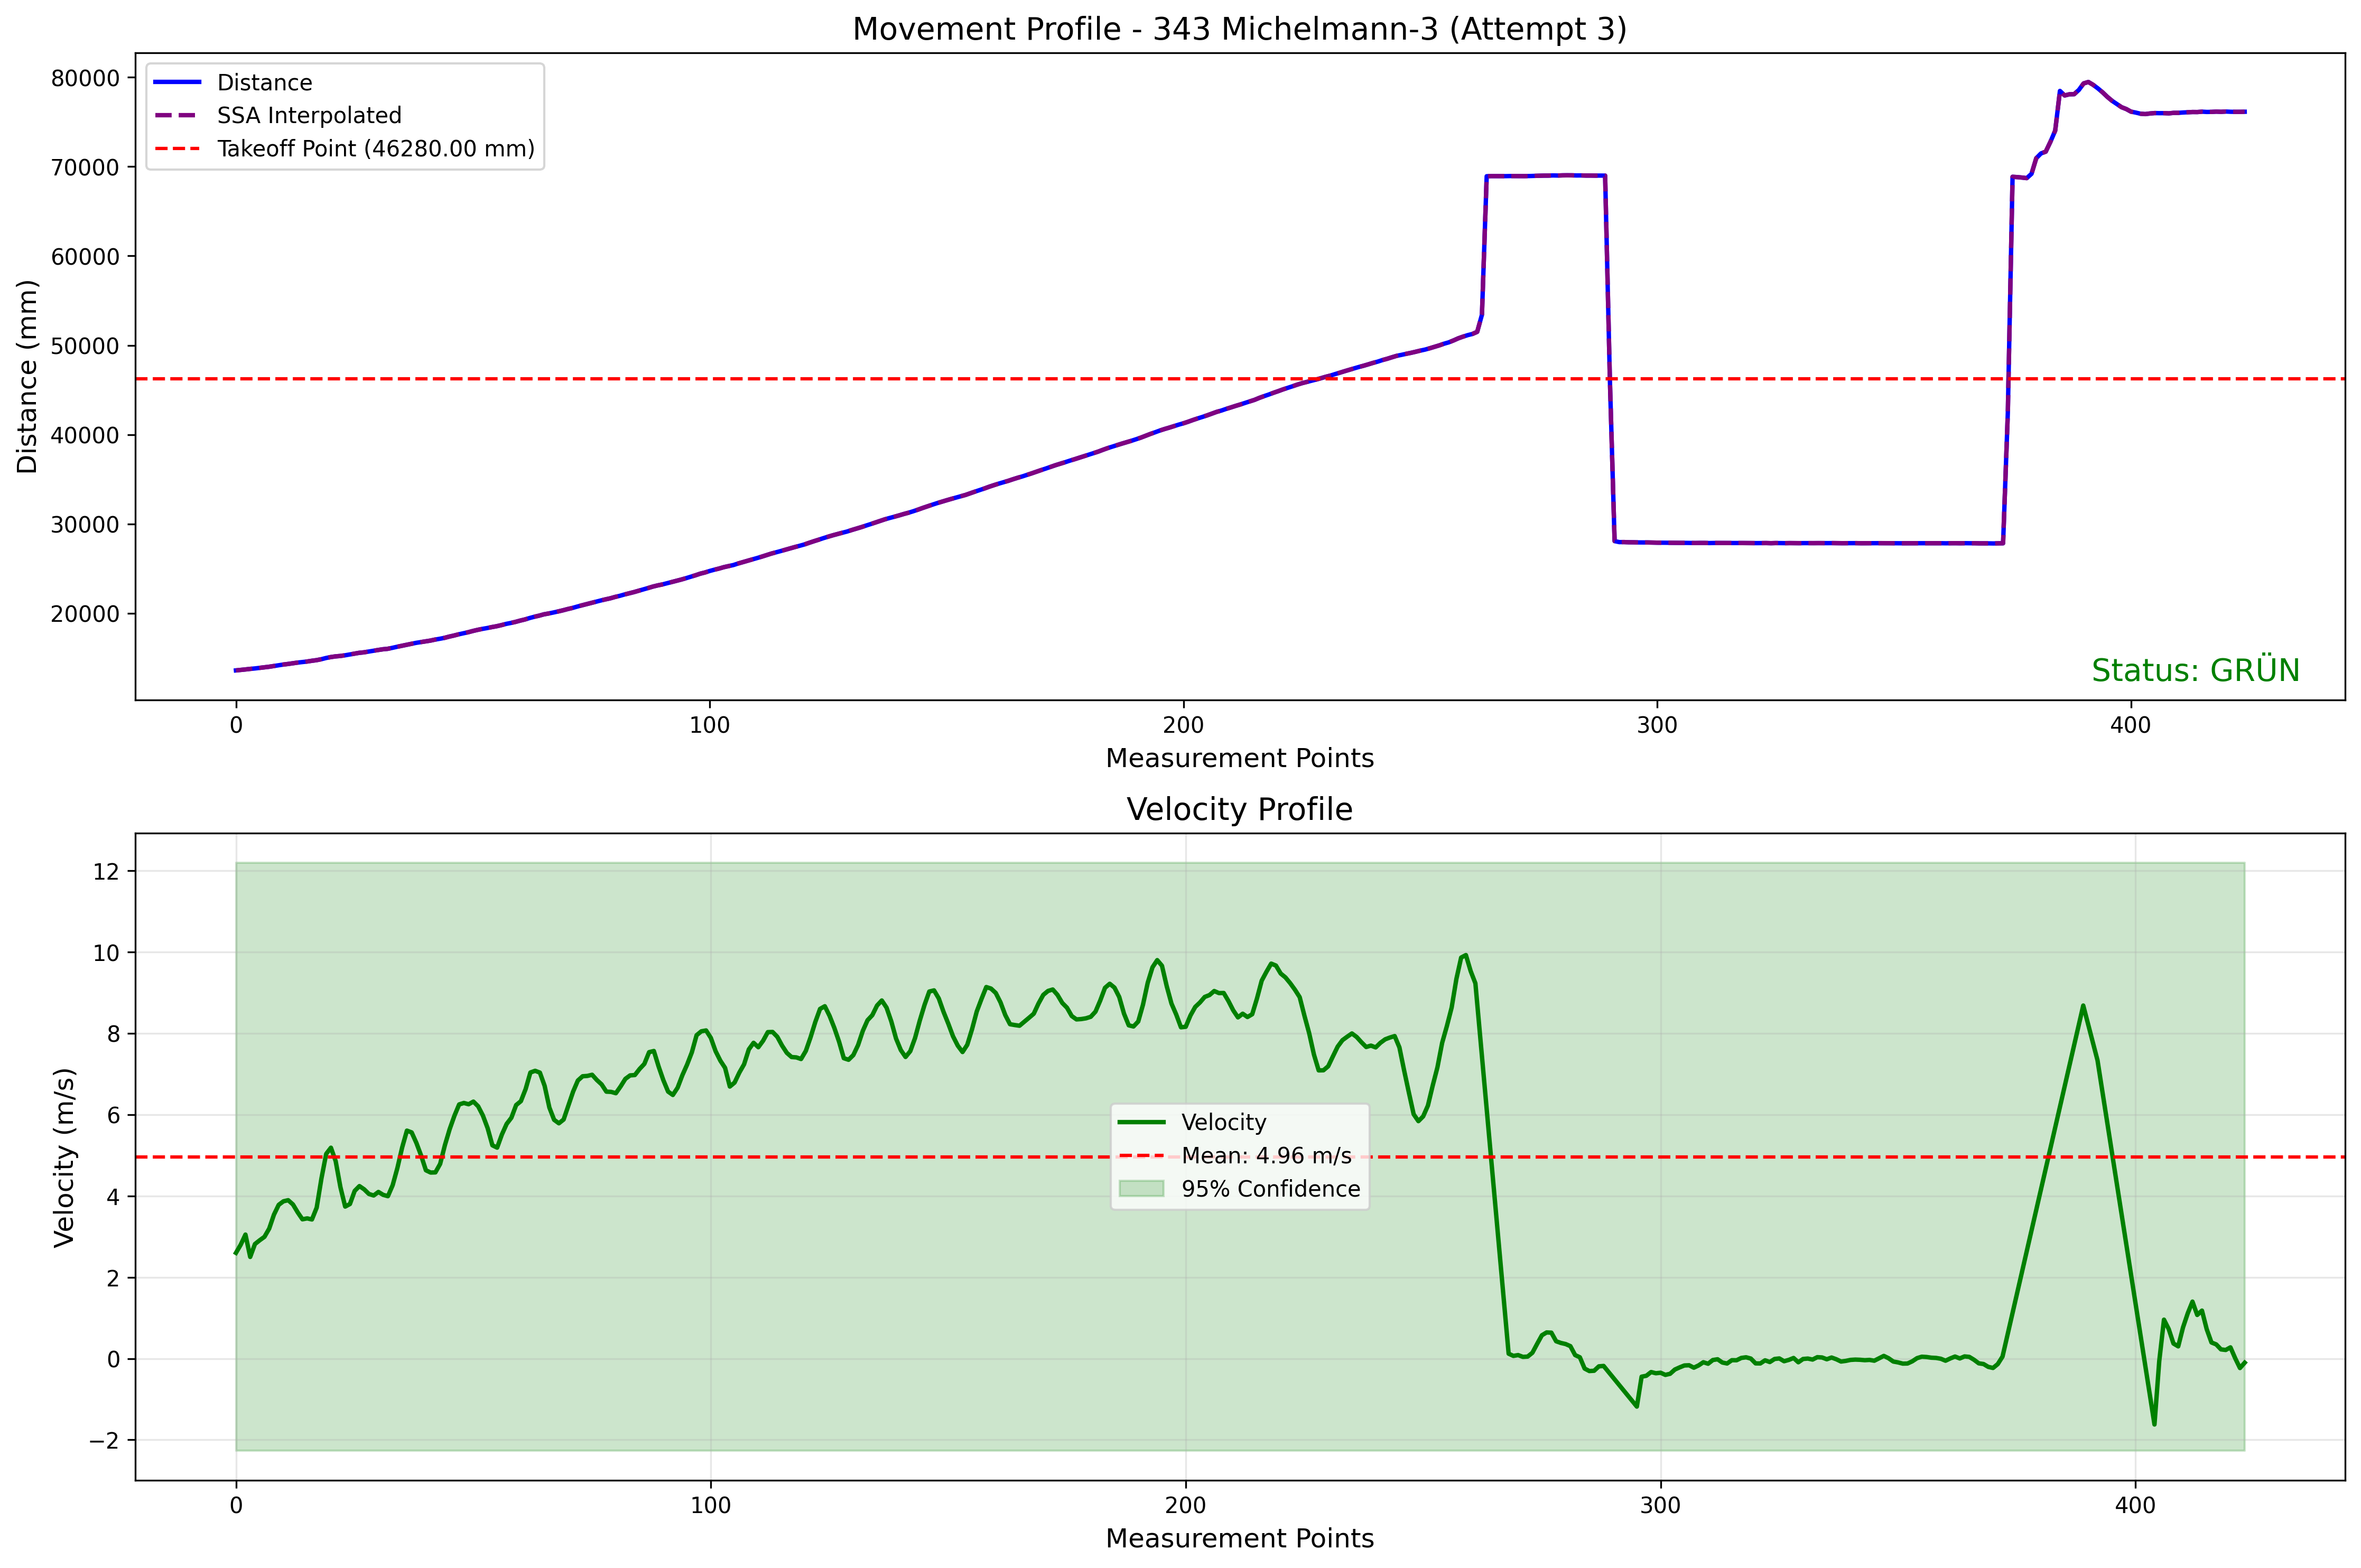 Movement Profile - 343 Michelmann-3 (Attempt 3)
Distance
SSA Interpolated
Takeoff Point (46280.00 mm)
80000
70000
60000
50000
40000
30000
20000
Distance (mm)
Status: GRÜN
0 100 200 300 400
Measurement Points
Velocity Profile
12
10
8
6
4
2
0
−2
Velocity (m/s)
Velocity
Mean: 4.96 m/s
95% Confidence
0 100 200 300 400
Measurement Points